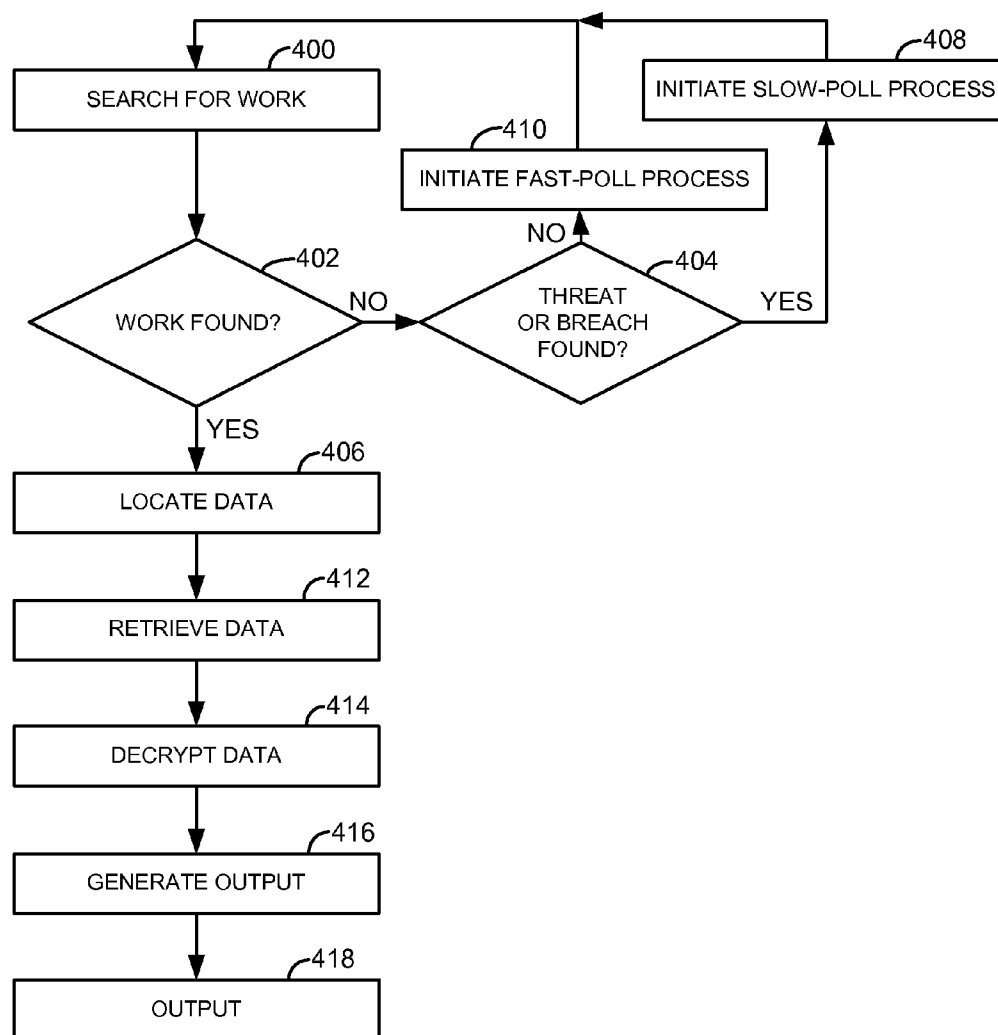 400
SEARCH FOR WORK
408
INITIATE SLOW-POLL PROCESS
410
INITIATE FAST-POLL PROCESS
402
WORK FOUND?
NO
NO
404
THREAT
OR BREACH
FOUND?
YES
YES
406
LOCATE DATA
412
RETRIEVE DATA
414
DECRYPT DATA
416
GENERATE OUTPUT
418
OUTPUT